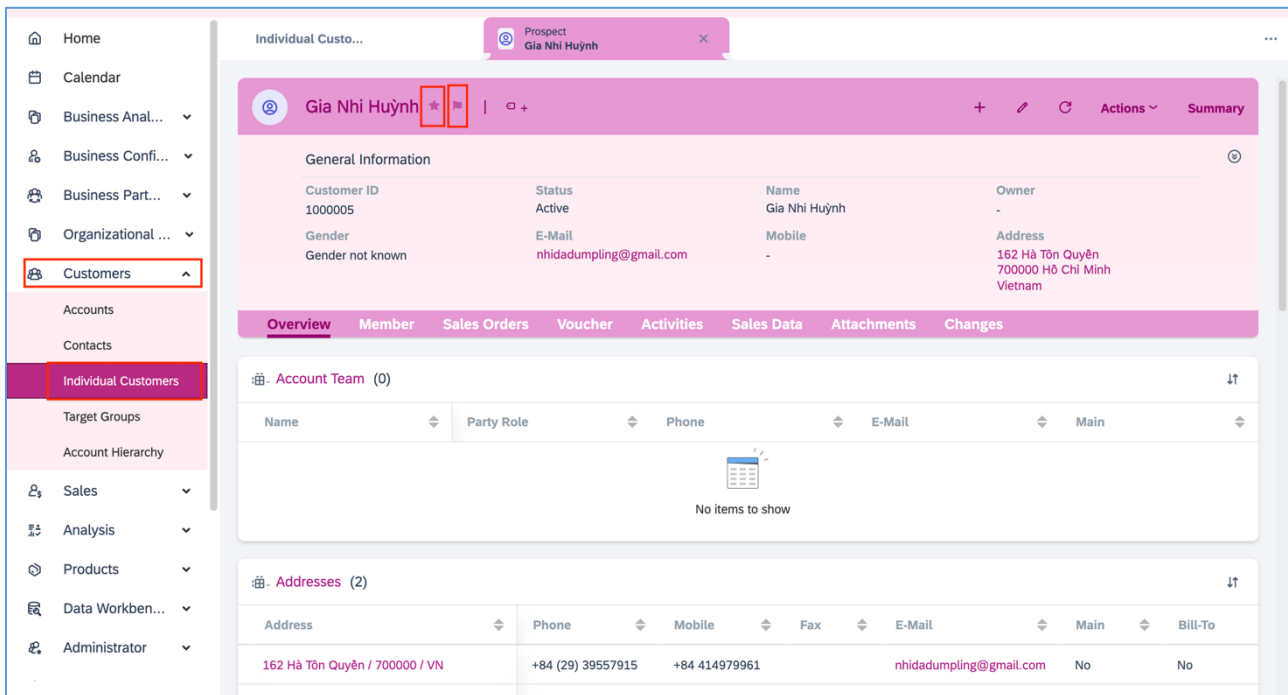 Home
Calendar
Business Anal...
Business Confi...
Business Part...
Organizational ...
Customers
Accounts
Contacts
Individual Customers
Target Groups
Account Hierarchy
Sales
Analysis
Products
Data Workben...
Administrator
Individual Custo...
Prospect
Gia Nhi Huỳnh
...
Gia Nhi Huỳnh
Actions
Summary
General Information
Customer ID
1000005
Status
Active
Name
Gia Nhi Huỳnh
Owner
-
Gender
Gender not known
E-Mail
nhidadumpling@gmail.com
Mobile
-
Address
162 Hà Tôn Quyền
700000 Hồ Chí Minh
Vietnam
Overview Member Sales Orders Voucher Activities Sales Data Attachments Changes
Account Team (0)
Name Party Role Phone E-Mail Main
No items to show
Addresses (2)
Address Phone Mobile Fax E-Mail Main Bill-To
162 Hà Tôn Quyền / 700000 / VN +84 (29) 39557915 +84 414979961 nhidadumpling@gmail.com No No